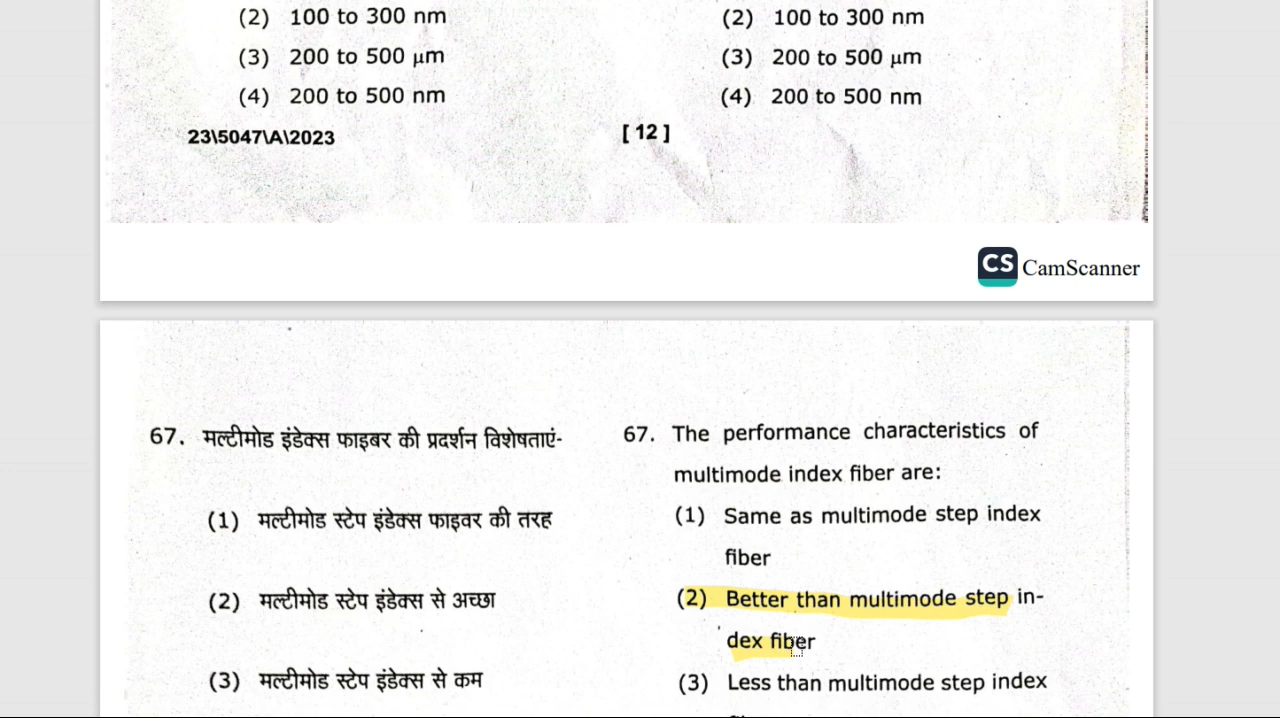 (2) 100 to 300 nm
(3) 200 to 500 μm
(4) 200 to 500 nm
(2) 100 to 300 nm
(3) 200 to 500 μm
(4) 200 to 500 nm
23\5047\A\2023
[ 12 ]
CS CamScanner
67. मल्टीमोड इंडेक्स फाइबर की प्रदर्शन विशेषताएं-
(1) मल्टीमोड स्टेप इंडेक्स फाइवर की तरह
(2) मल्टीमोड स्टेप इंडेक्स से अच्छा
(3) मल्टीमोड स्टेप इंडेक्स से कम
67. The performance characteristics of
multimode index fiber are:
(1) Same as multimode step index
fiber
(2) Better than multimode step in-
dex fiber
(3) Less than multimode step index